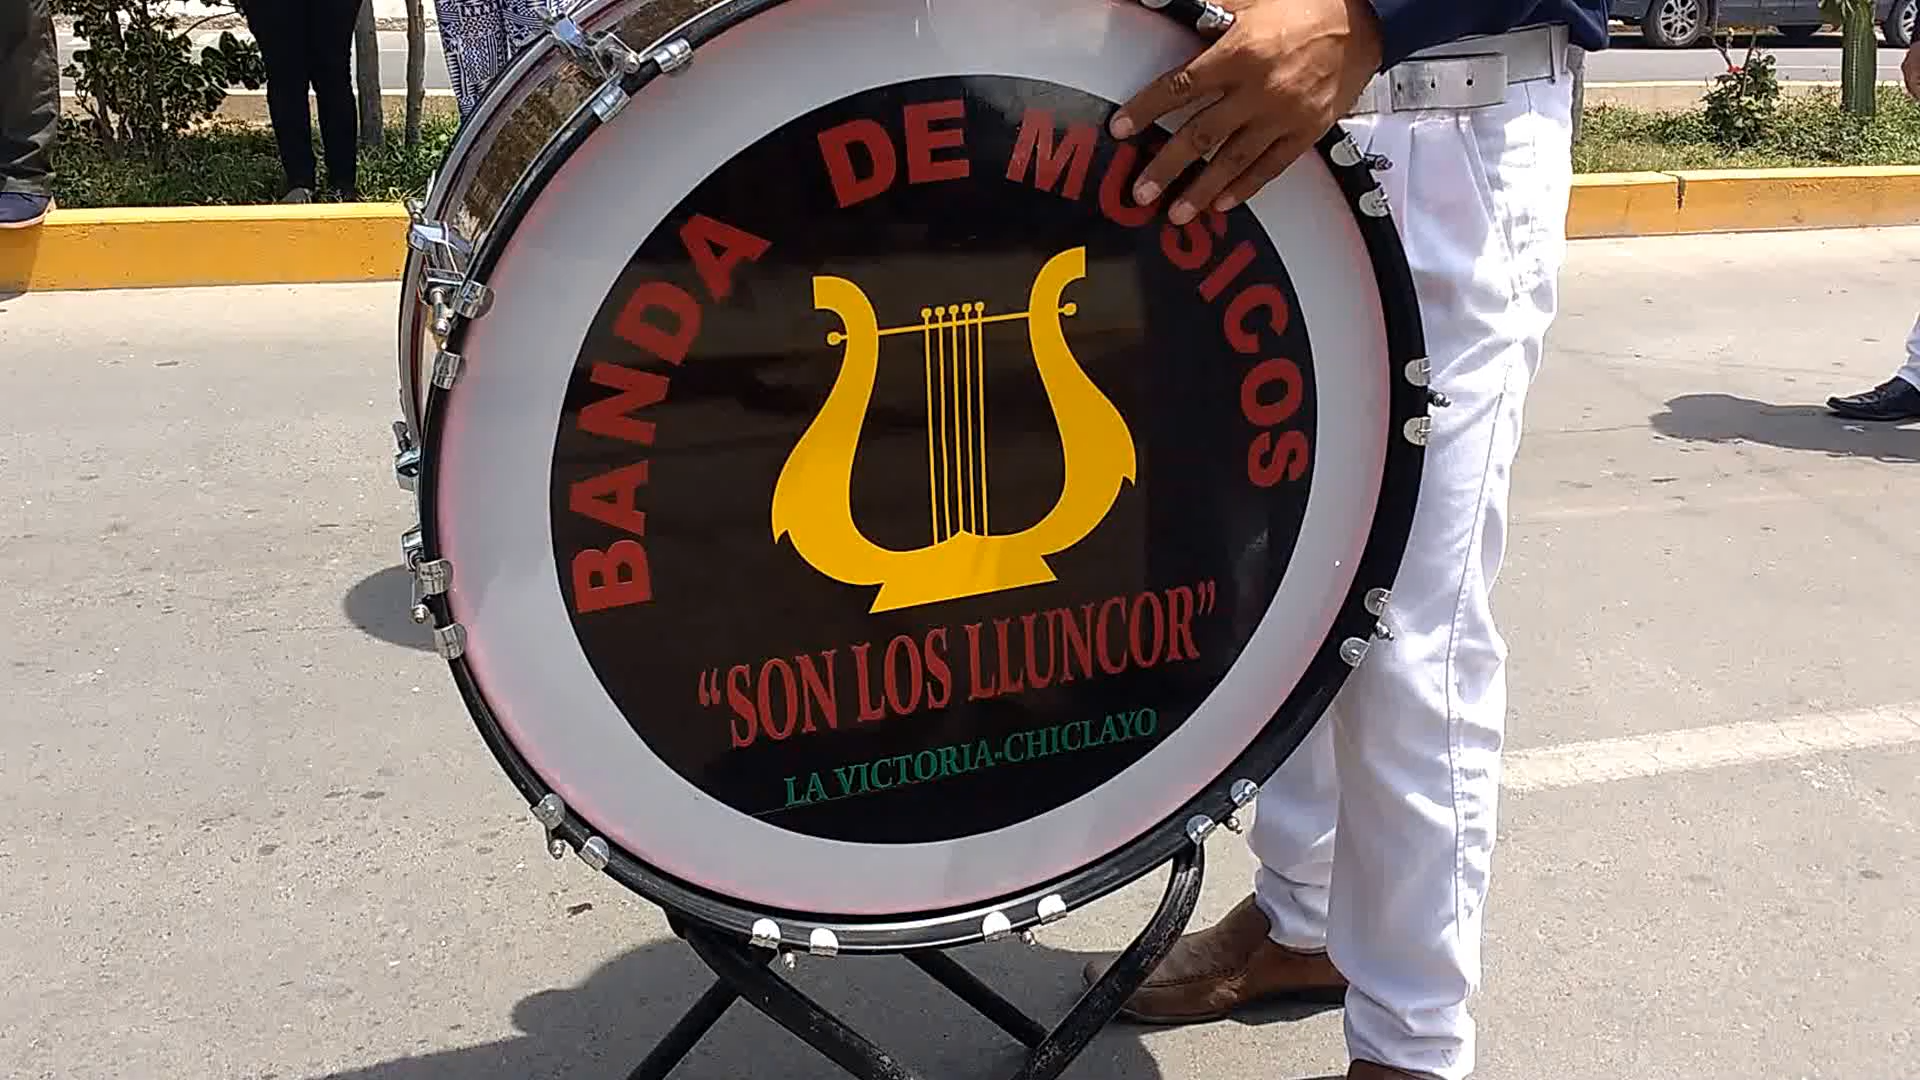 BANDA DE MÚSICOS
“SON LOS LLUNCOR”
LA VICTORIA-CHICLAYO